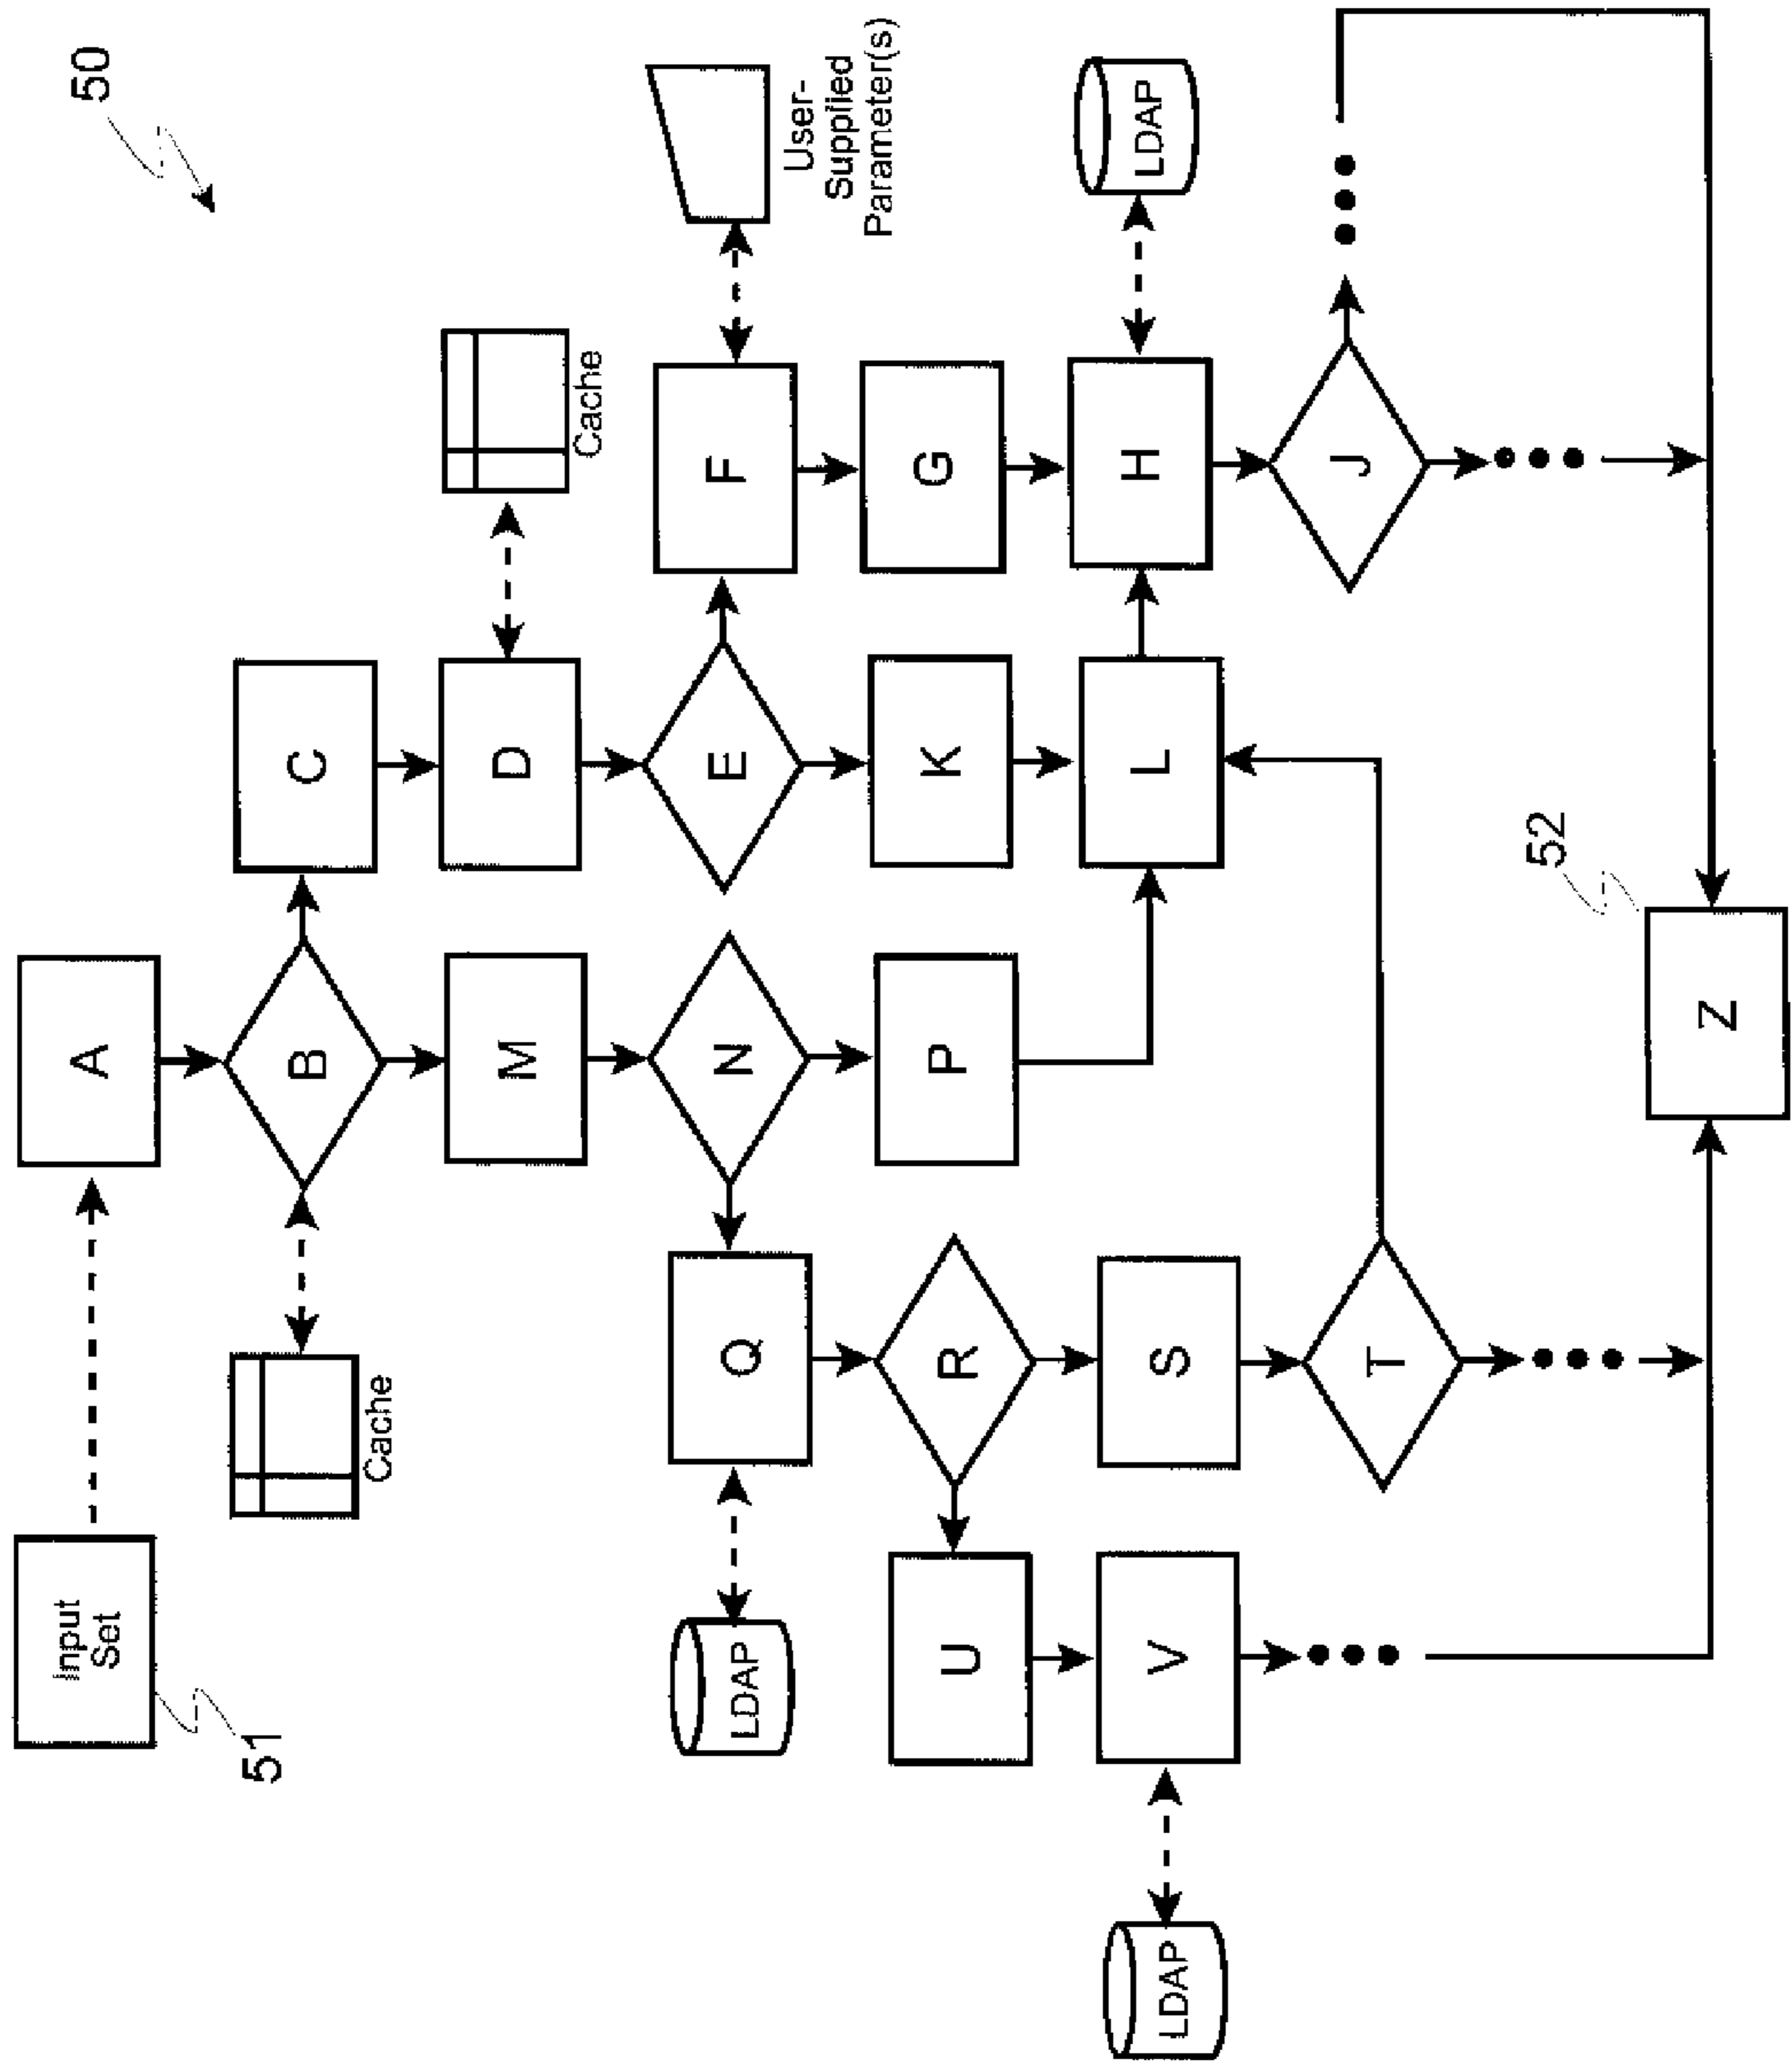 50
Input
Set
51
A
B
Cache
C
M
D
Cache
N
E
F
User-
Supplied
Parameter(s)
Q
LDAP
P
K
G
R
U
S
L
H
LDAP
V
LDAP
T
J
52
Z